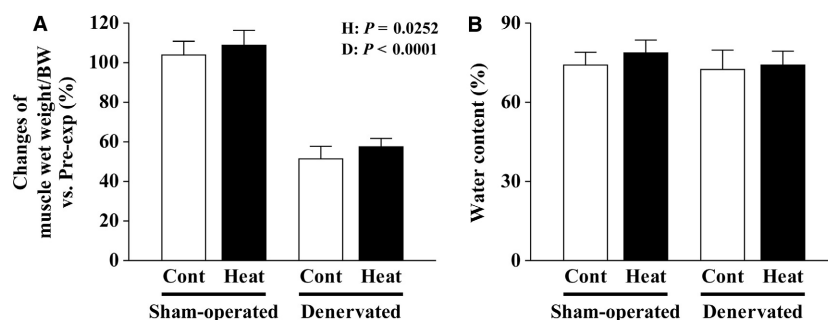 A
Changes of
muscle wet weight/BW
vs. Pre-exp (%)
120
100
80
60
40
20
0
H: P = 0.0252
D: P < 0.0001
Cont Heat Cont Heat
Sham-operated Denervated
B
Water content (%)
90
60
30
0
Cont Heat Cont Heat
Sham-operated Denervated